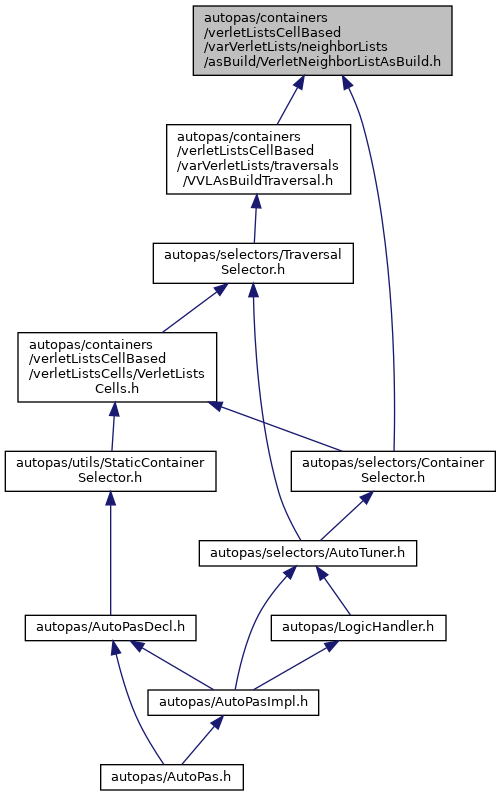 autopas/containers
/verletListsCellBased
/varVerletLists/neighborLists
/asBuild/VerletNeighborListAsBuild.h
autopas/containers
/verletListsCellBased
/varVerletLists/traversals
/VVLAsBuildTraversal.h
autopas/selectors/Traversal
Selector.h
autopas/containers
/verletListsCellBased
/verletListsCells/VerletLists
Cells.h
autopas/utils/StaticContainer
Selector.h
autopas/selectors/Container
Selector.h
autopas/selectors/AutoTuner.h
autopas/AutoPasDecl.h
autopas/LogicHandler.h
autopas/AutoPasImpl.h
autopas/AutoPas.h